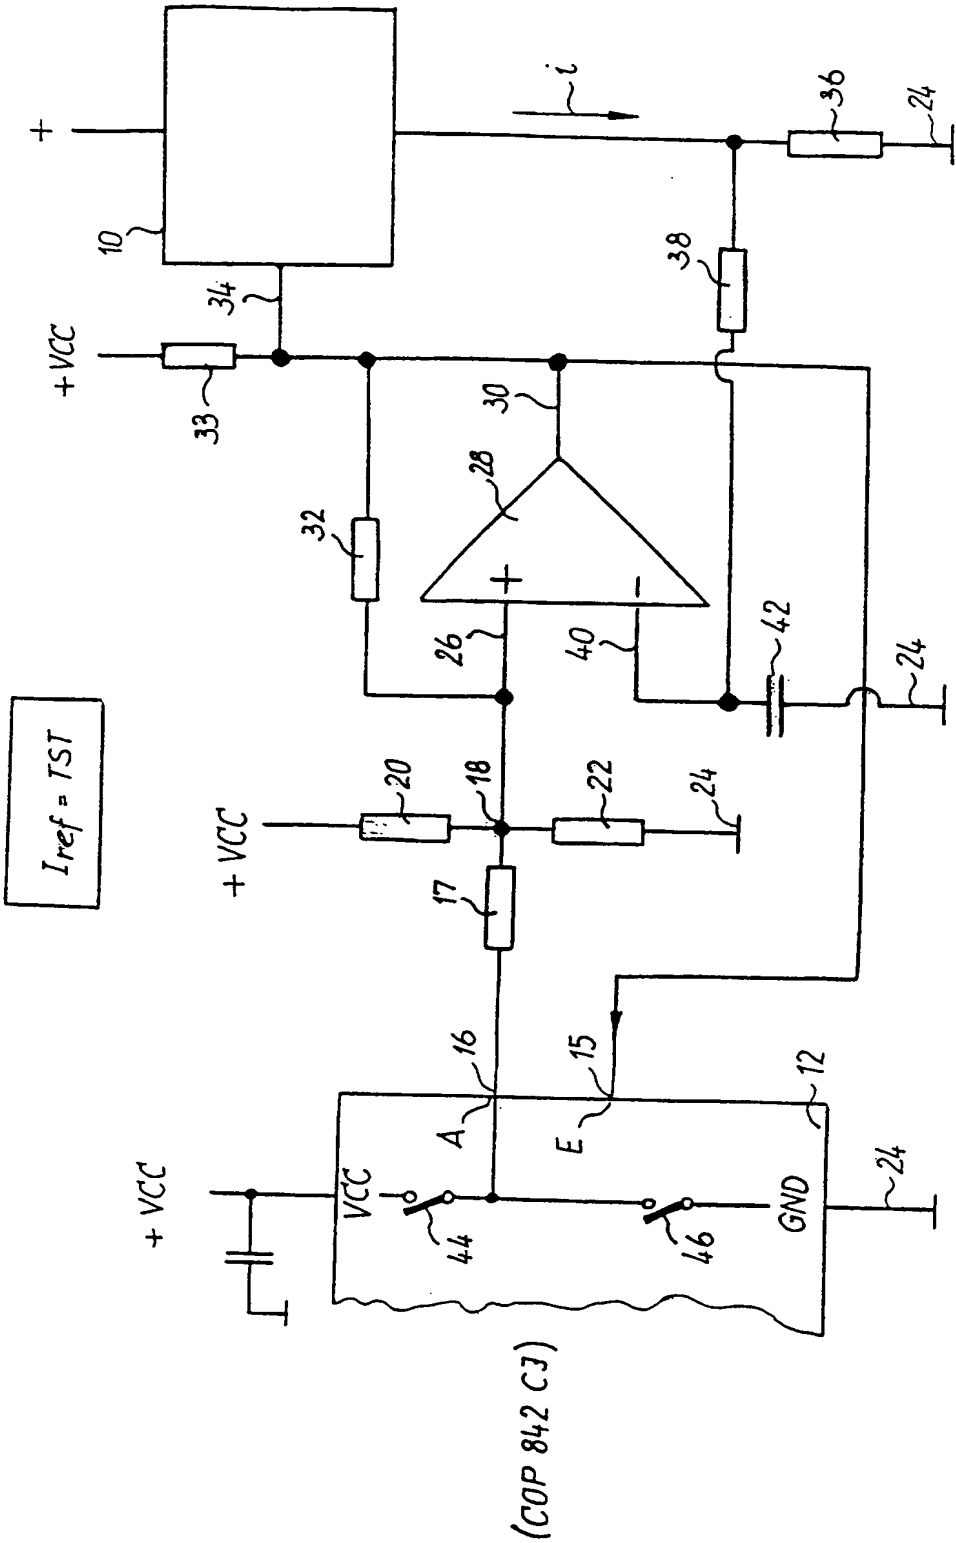 I ref = TST
+VCC
+VCC
+VCC
+
10
34
33
32
30
28
26
40
+
−
i
36
24
38
42
24
20
18
22
24
17
16
A
15
E
12
VCC
44
46
GND
24
(COP 842 CJ)